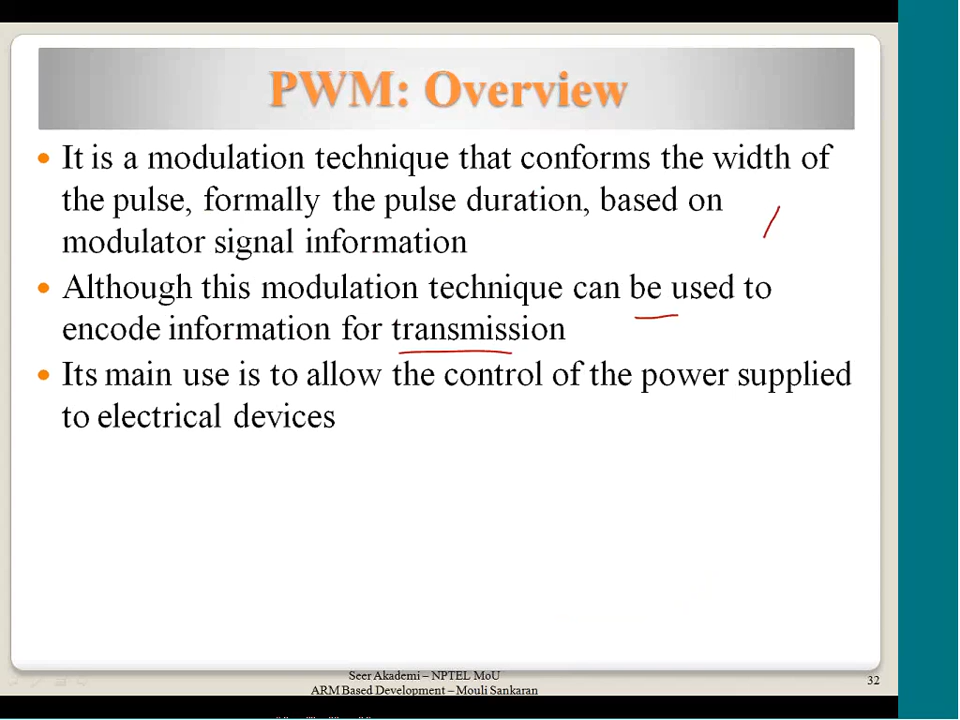 PWM: Overview
• It is a modulation technique that conforms the width of
the pulse, formally the pulse duration, based on
modulator signal information
• Although this modulation technique can be used to
encode information for transmission
• Its main use is to allow the control of the power supplied
to electrical devices
Seer Akademi – NPTEL MoU
ARM Based Development – Mouli Sankaran
32